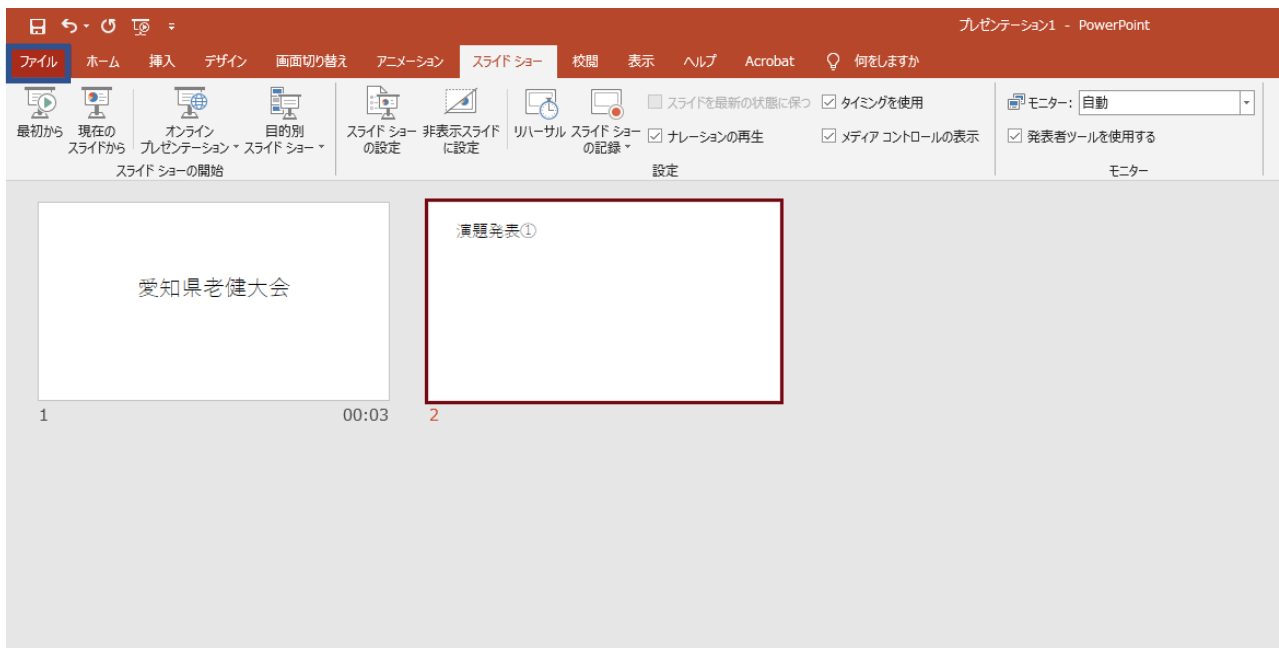 プレゼンテーション1 - PowerPoint
ファイル ホーム 挿入 デザイン 画面切り替え アニメーション スライド ショー 校閲 表示 ヘルプ Acrobat 何をしますか
最初から 現在の オンライン 目的別 スライド ショー 非表示スライド リハーサル スライド ショー スライドを最新の状態に保つ タイミングを使用 モニター: 自動
スライドから プレゼンテーション スライド ショー の設定 に設定 の記録 ナレーションの再生 メディア コントロールの表示 発表者ツールを使用する
スライド ショーの開始 設定 モニター
演題発表①
愛知県老健大会
1 00:03 2